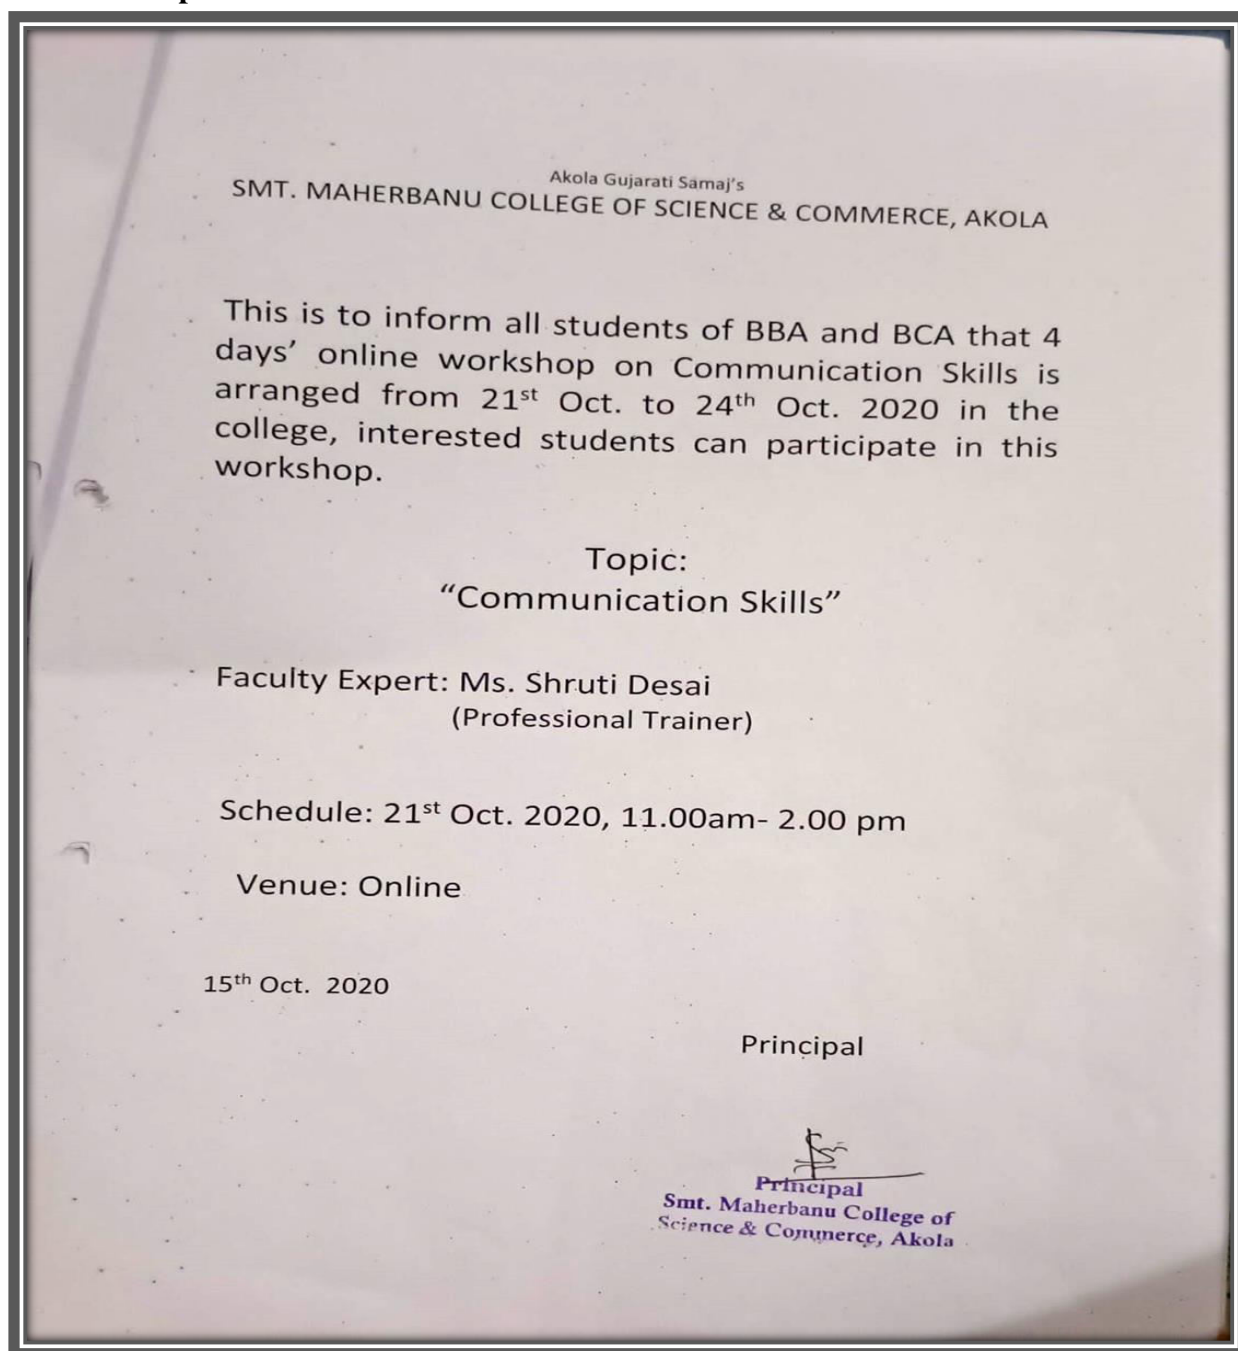 Akola Gujarati Samaj's
SMT. MAHERBANU COLLEGE OF SCIENCE & COMMERCE, AKOLA
This is to inform all students of BBA and BCA that 4
days' online workshop on Communication Skills is
arranged from 21st Oct. to 24th Oct. 2020 in the
college, interested students can participate in this
workshop.
Topic:
“Communication Skills”
Faculty Expert: Ms. Shruti Desai
(Professional Trainer)
Schedule: 21st Oct. 2020, 11.00am- 2.00 pm
Venue: Online
15th Oct. 2020
Principal
Principal
Smt. Maherbanu College of
Science & Commerce, Akola